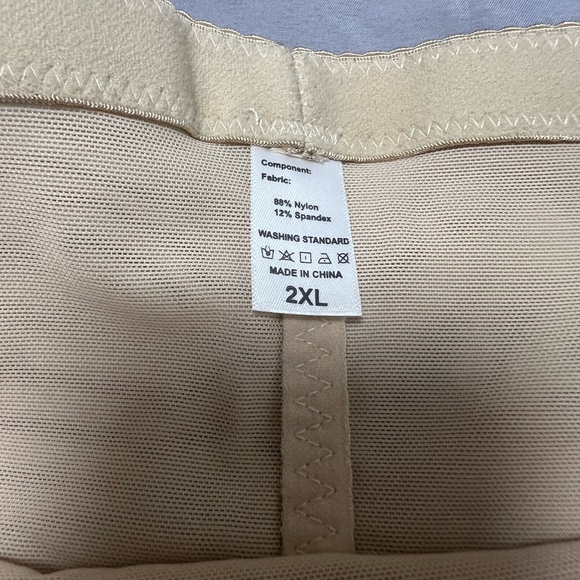 Component:
Fabric:
88% Nylon
12% Spandex
WASHING STANDARD
MADE IN CHINA
2XL